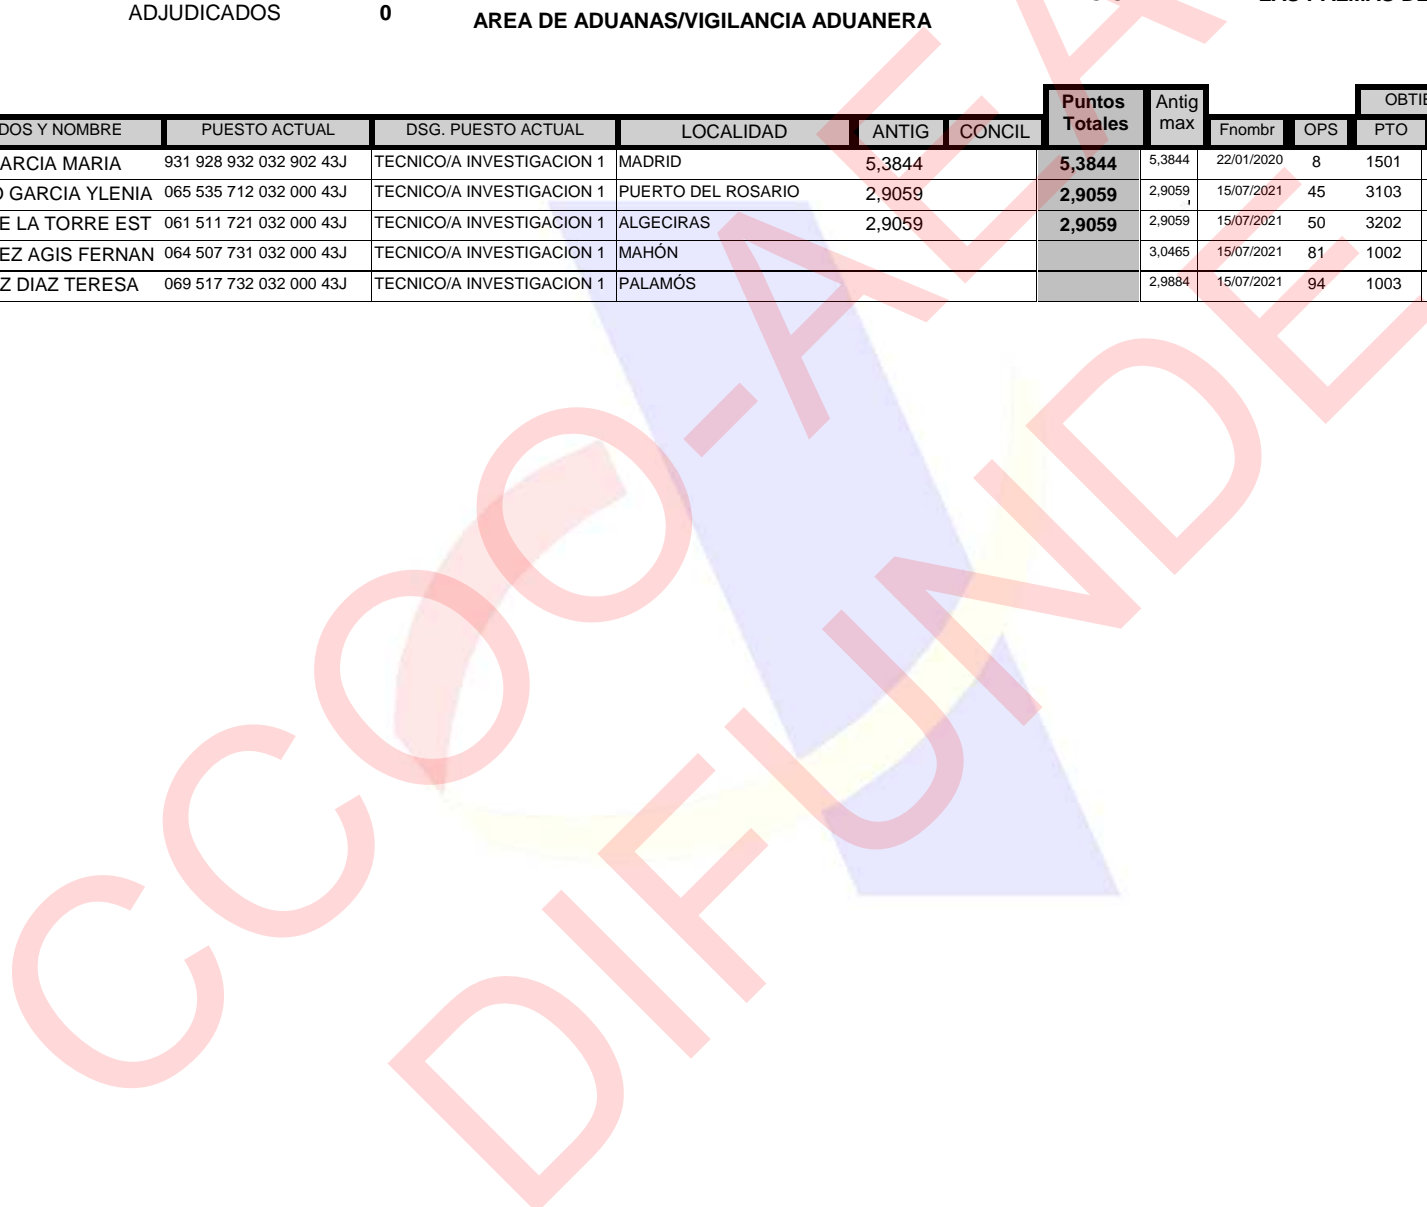 ADJUDICADOS 0 AREA DE ADUANAS/VIGILANCIA ADUANERA
DOS Y NOMBRE PUESTO ACTUAL DSG. PUESTO ACTUAL LOCALIDAD ANTIG CONCIL Puntos Totales Antig max Fnombr OPS OBTIE PTO
ARCIA MARIA 931 928 932 032 902 43J TECNICO/A INVESTIGACION 1 MADRID 5,3844 5,3844 5,3844 22/01/2020 8 1501
GARCIA YLENIA 065 535 712 032 000 43J TECNICO/A INVESTIGACION 1 PUERTO DEL ROSARIO 2,9059 2,9059 2,9059 15/07/2021 45 3103
E LA TORRE EST 061 511 721 032 000 43J TECNICO/A INVESTIGACION 1 ALGECIRAS 2,9059 2,9059 2,9059 15/07/2021 50 3202
EZ AGIS FERNAN 064 507 731 032 000 43J TECNICO/A INVESTIGACION 1 MAHÓN 3,0465 15/07/2021 81 1002
Z DIAZ TERESA 069 517 732 032 000 43J TECNICO/A INVESTIGACION 1 PALAMÓS 2,9884 15/07/2021 94 1003
CCOO-AEA
DIFUNDE